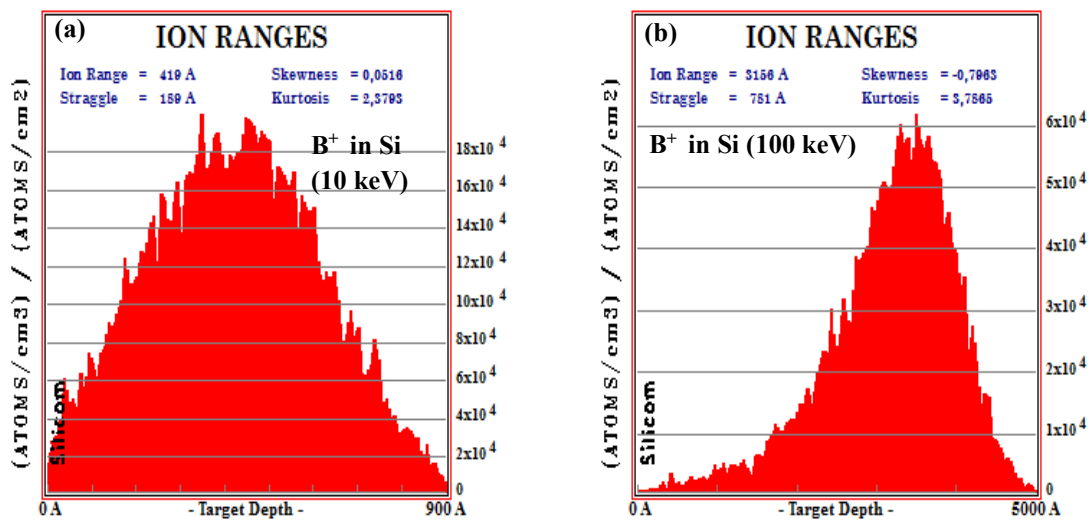 (a)
ION RANGES
Ion Range = 419 A Skewness = 0,0516
Straggle = 189 A Kurtosis = 2,3793
B+ in Si
(10 keV)
(ATOMS/cm3) / (ATOMS/cm2)
18x10 4
16x10 4
14x10 4
12x10 4
10x10 4
8x10 4
6x10 4
4x10 4
2x10 4
0
Silicom
0 A - Target Depth - 900 A
(b)
ION RANGES
Ion Range = 3156 A Skewness = -0,7963
Straggle = 751 A Kurtosis = 3,7565
B+ in Si (100 keV)
(ATOMS/cm3) / (ATOMS/cm2)
6x10 4
5x10 4
4x10 4
3x10 4
2x10 4
1x10 4
0
Silicom
0 A - Target Depth - 5000 A